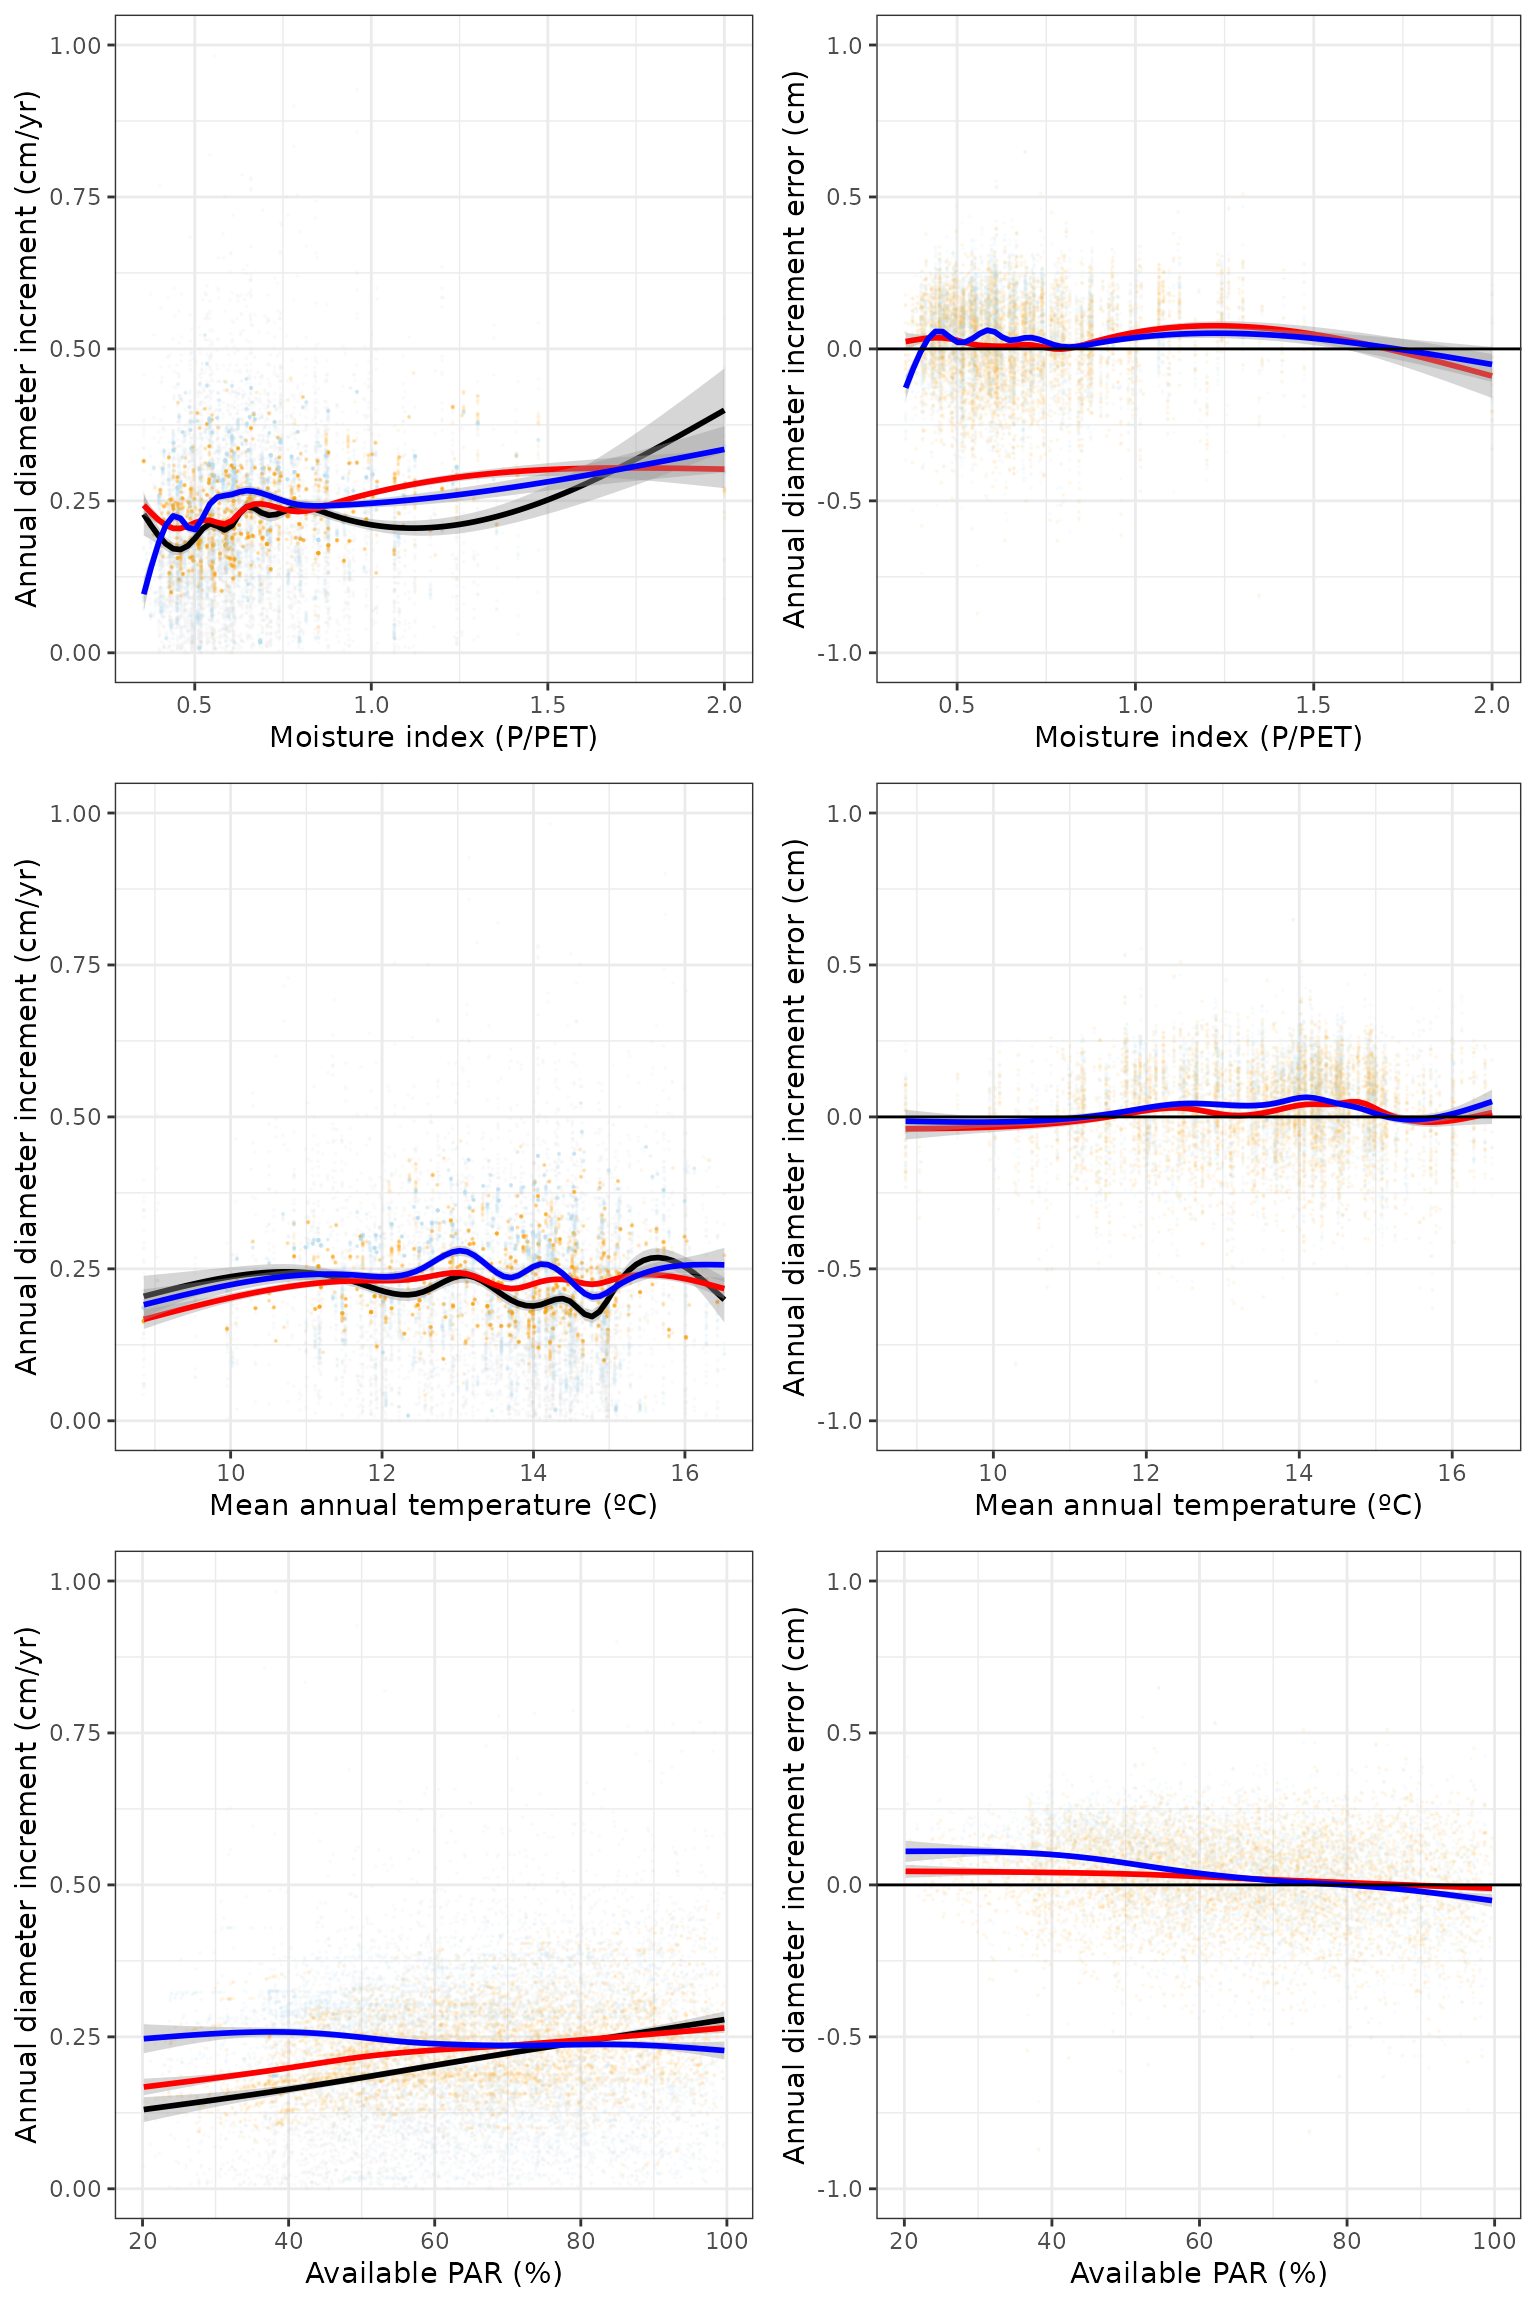 Annual diameter increment (cm/yr)
1.00
0.75
0.50
0.25
0.00
0.5 1.0 1.5 2.0
Moisture index (P/PET)
Annual diameter increment error (cm)
1.0
0.5
0.0
-0.5
-1.0
0.5 1.0 1.5 2.0
Moisture index (P/PET)
Annual diameter increment (cm/yr)
1.00
0.75
0.50
0.25
0.00
10 12 14 16
Mean annual temperature (ºC)
Annual diameter increment error (cm)
1.0
0.5
0.0
-0.5
-1.0
10 12 14 16
Mean annual temperature (ºC)
Annual diameter increment (cm/yr)
1.00
0.75
0.50
0.25
0.00
20 40 60 80 100
Available PAR (%)
Annual diameter increment error (cm)
1.0
0.5
0.0
-0.5
-1.0
20 40 60 80 100
Available PAR (%)